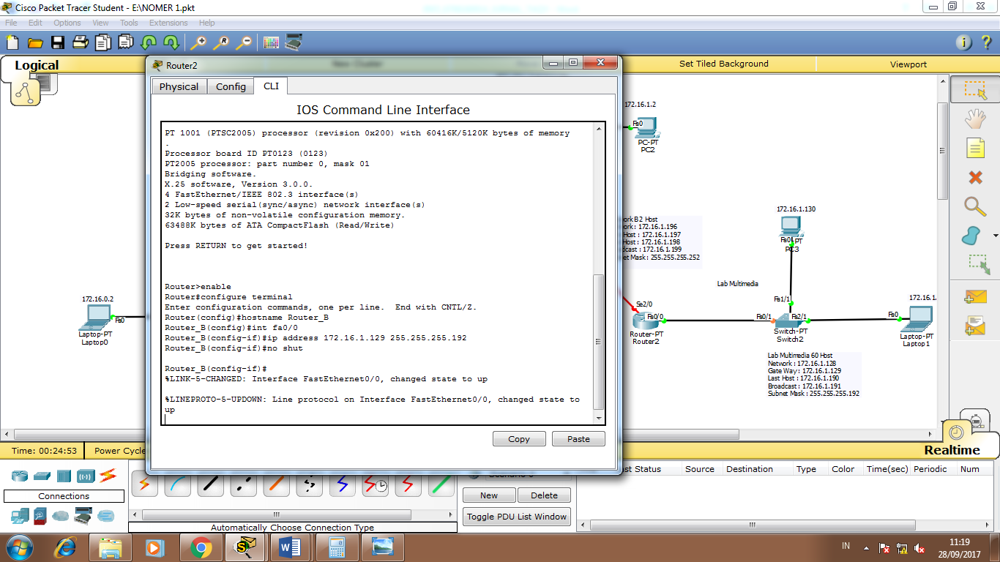 Cisco Packet Tracer Student - E:\NOMER 1.pkt
File Edit Options View Tools Extensions Help
Logical
New Cluster
Set Tiled Background
Viewport
Router2
Physical
Config
CLI
IOS Command Line Interface
PT 1001 (PTSC2005) processor (revision 0x200) with 60416K/5120K bytes of memory
.
Processor board ID PT0123 (0123)
PT2005 processor: part number 0, mask 01
Bridging software.
X.25 software, Version 3.0.0.
4 FastEthernet/IEEE 802.3 interface(s)
2 Low-speed serial(sync/async) network interface(s)
32K bytes of non-volatile configuration memory.
63488K bytes of ATA CompactFlash (Read/Write)
Press RETURN to get started!
Router>enable
Router#configure terminal
Enter configuration commands, one per line.  End with CNTL/Z.
Router(config)#hostname Router_B
Router_B(config)#int fa0/0
Router_B(config-if)#ip address 172.16.1.129 255.255.255.192
Router_B(config-if)#no shut
Router_B(config-if)#
%LINK-5-CHANGED: Interface FastEthernet0/0, changed state to up
%LINEPROTO-5-UPDOWN: Line protocol on Interface FastEthernet0/0, changed state to
up
Copy
Paste
172.16.0.2
Fa0
Laptop-PT
Laptop0
172.16.1.2
Fa0
PC-PT
PC2
ork B 2 Host
ork : 172.16.1.196
Host : 172.16.1.197
Host : 172.16.1.198
dcast : 172.16.1.199
et Mask : 255.255.255.252
172.16.1.130
Fa0
PT
PC3
Lab Multimedia
Fa1/1
172.16.1.
Se2/0
Fa0/0
Router-PT
Router2
Fa0/1
Fa2/1
Switch-PT
Switch2
Fa0
Laptop-PT
Laptop1
Lab Multimedia 60 Host
Network : 172.16.1.128
Gate Way : 172.16.1.129
Last Host : 172.16.1.190
Broadcast : 172.16.1.191
Subnet Mask : 255.255.255.192
Time: 00:24:53
Power Cycle
Realtime
Connections
Automatically Choose Connection Type
Scenario 0
New
Delete
Toggle PDU List Window
st Status
Source
Destination
Type
Color
Time(sec)
Periodic
Num
IN
11:19
28/09/2017